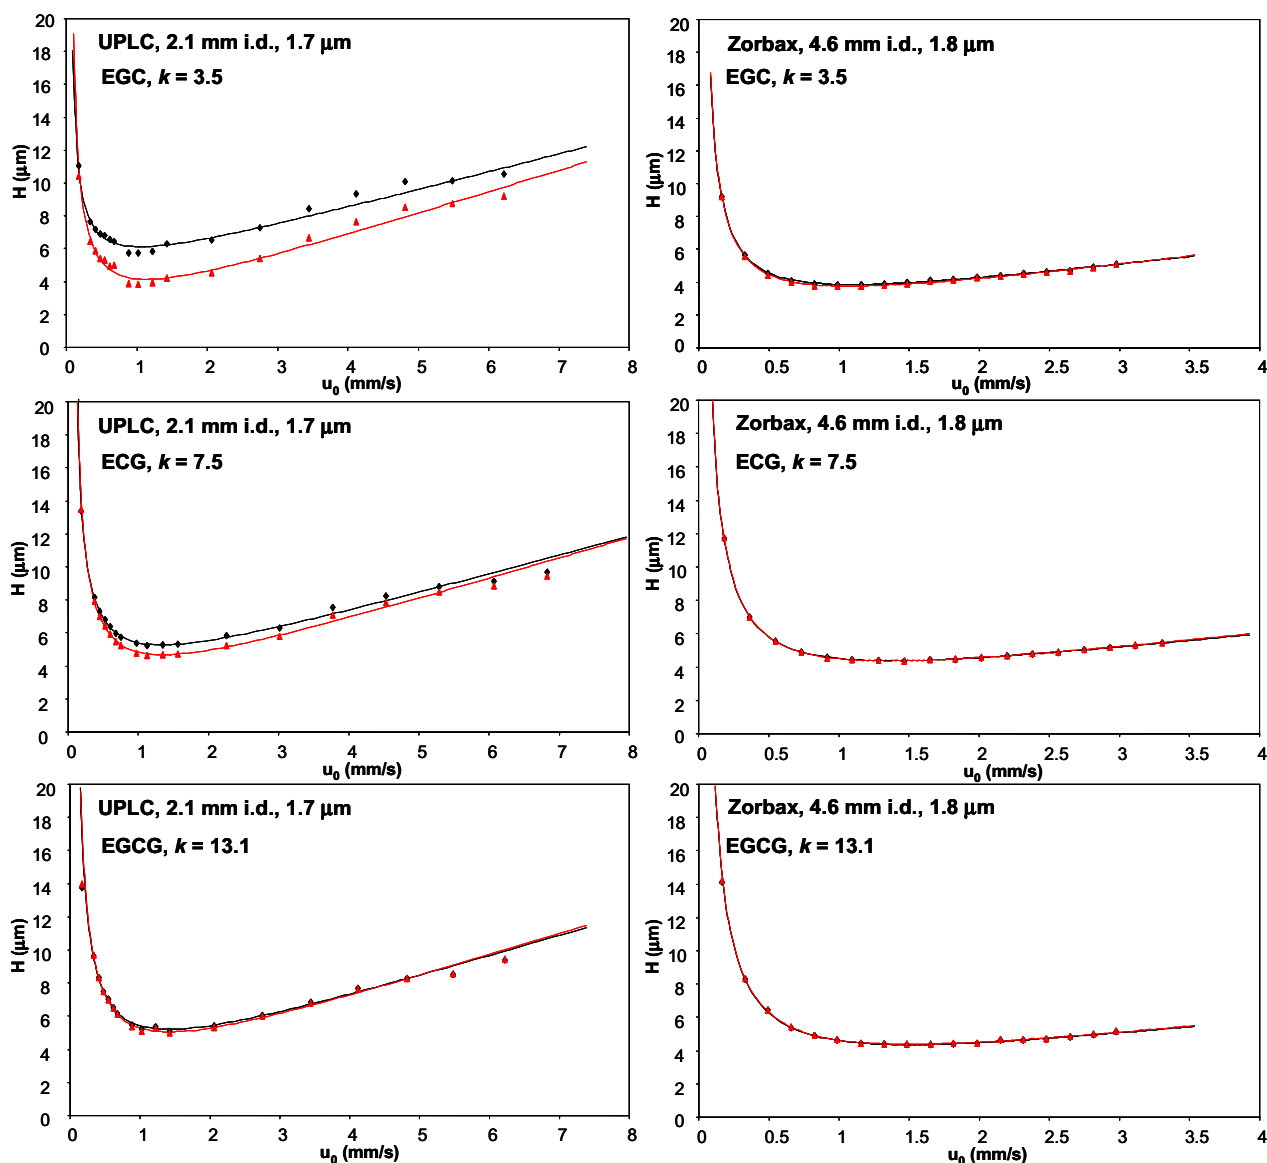 UPLC, 2.1 mm i.d., 1.7 µm
EGC, k = 3.5
H (µm)
20
18
16
14
12
10
8
6
4
2
0
0 1 2 3 4 5 6 7 8
u0 (mm/s)
Zorbax, 4.6 mm i.d., 1.8 µm
EGC, k = 3.5
H (µm)
20
18
16
14
12
10
8
6
4
2
0
0 0.5 1 1.5 2 2.5 3 3.5 4
u0 (mm/s)
UPLC, 2.1 mm i.d., 1.7 µm
ECG, k = 7.5
H (µm)
20
18
16
14
12
10
8
6
4
2
0
0 1 2 3 4 5 6 7 8
u0 (mm/s)
Zorbax, 4.6 mm i.d., 1.8 µm
ECG, k = 7.5
H (µm)
20
18
16
14
12
10
8
6
4
2
0
0 0.5 1 1.5 2 2.5 3 3.5 4
u0 (mm/s)
UPLC, 2.1 mm i.d., 1.7 µm
EGCG, k = 13.1
H (µm)
20
18
16
14
12
10
8
6
4
2
0
0 1 2 3 4 5 6 7 8
u0 (mm/s)
Zorbax, 4.6 mm i.d., 1.8 µm
EGCG, k = 13.1
H (µm)
20
18
16
14
12
10
8
6
4
2
0
0 0.5 1 1.5 2 2.5 3 3.5 4
u0 (mm/s)